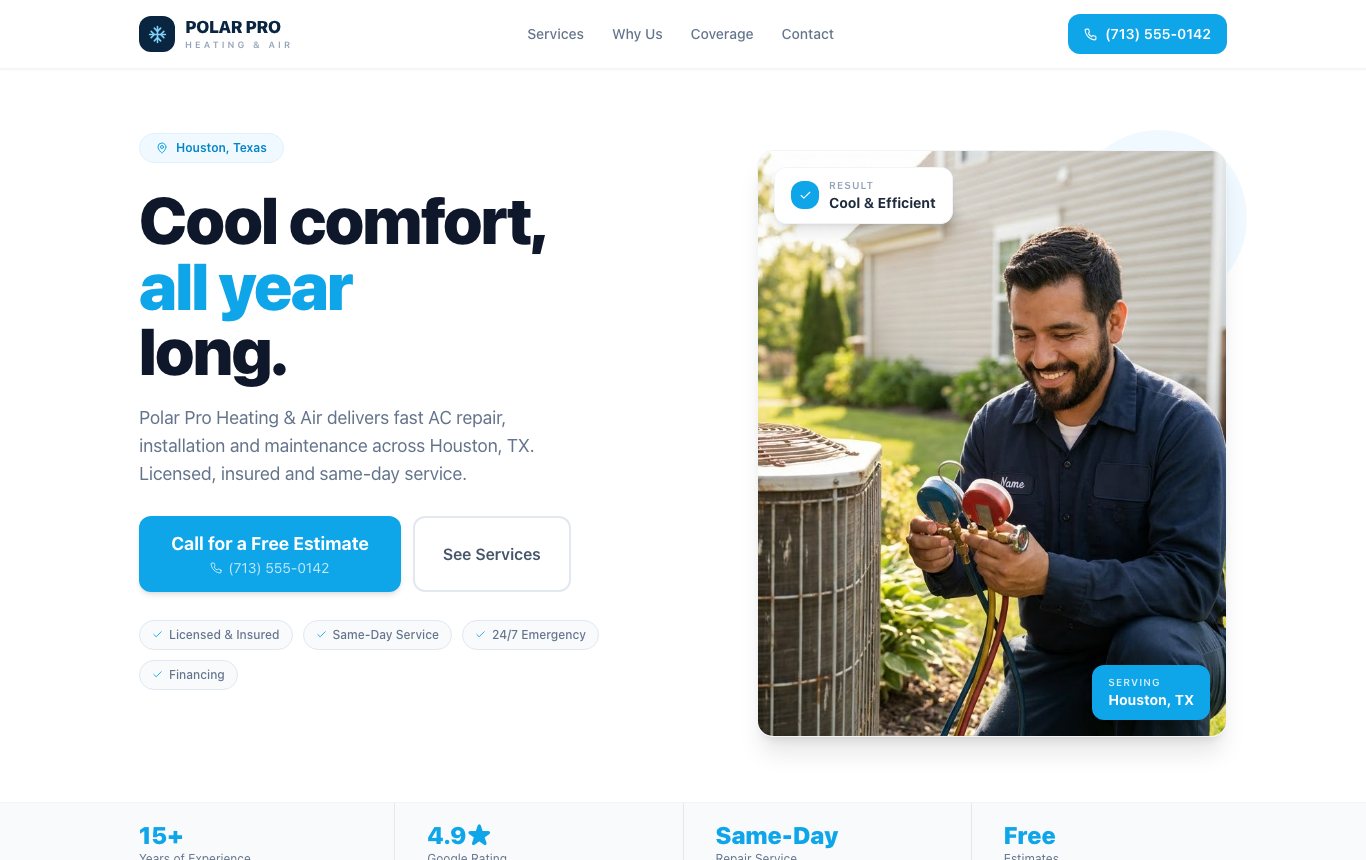 POLAR PRO
HEATING & AIR
Services
Why Us
Coverage
Contact
(713) 555-0142
Houston, Texas
Cool comfort,
all year
long.
Polar Pro Heating & Air delivers fast AC repair,
installation and maintenance across Houston, TX.
Licensed, insured and same-day service.
Call for a Free Estimate
(713) 555-0142
See Services
Licensed & Insured
Same-Day Service
24/7 Emergency
Financing
RESULT
Cool & Efficient
Name
SERVING
Houston, TX
15+
Years of Experience
4.9★
Google Rating
Same-Day
Repair Service
Free
Estimates